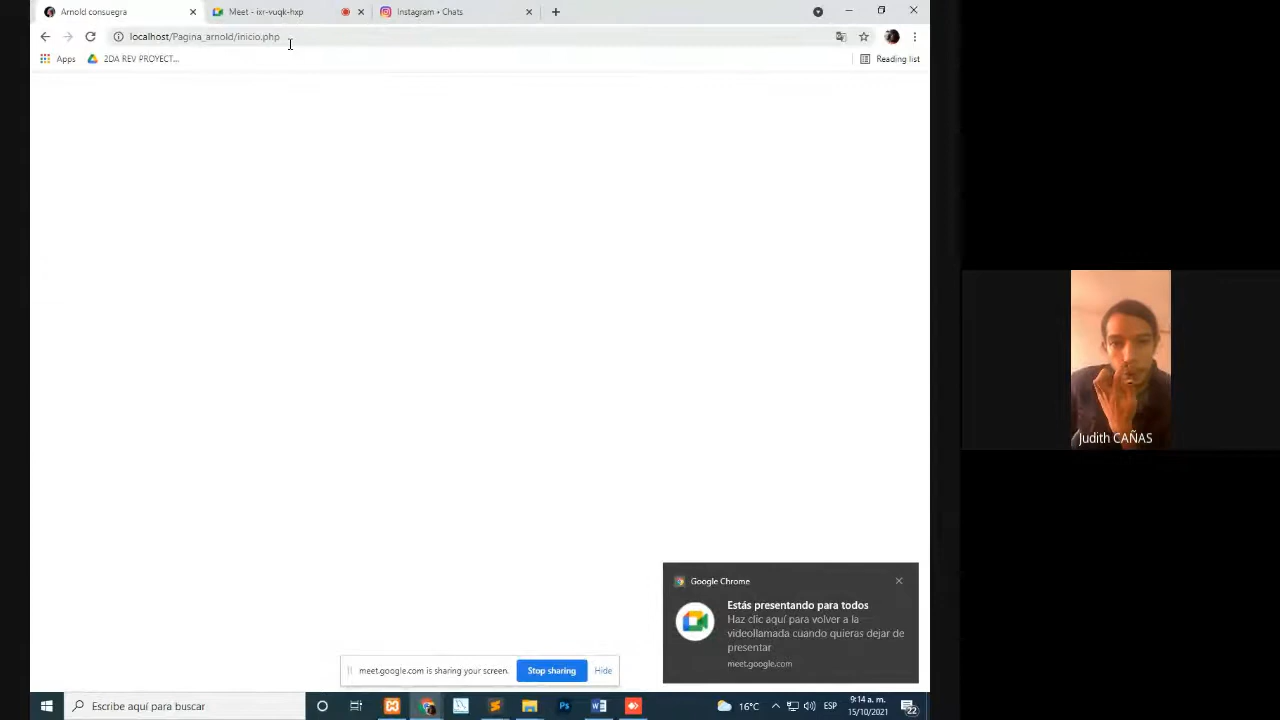 Arnold consuegra
Meet - ixr-vuqk-hxp
Instagram • Chats
localhost/Pagina_arnold/inicio.php
Apps
2DA REV PROYECT...
Reading list
Judith CAÑAS
Google Chrome
Estás presentando para todos
Haz clic aquí para volver a la
videollamada cuando quieras dejar de
presentar
meet.google.com
meet.google.com is sharing your screen.
Stop sharing
Hide
Escribe aquí para buscar
Ps
16°C
ESP
9:14 a. m.
15/10/2021
22